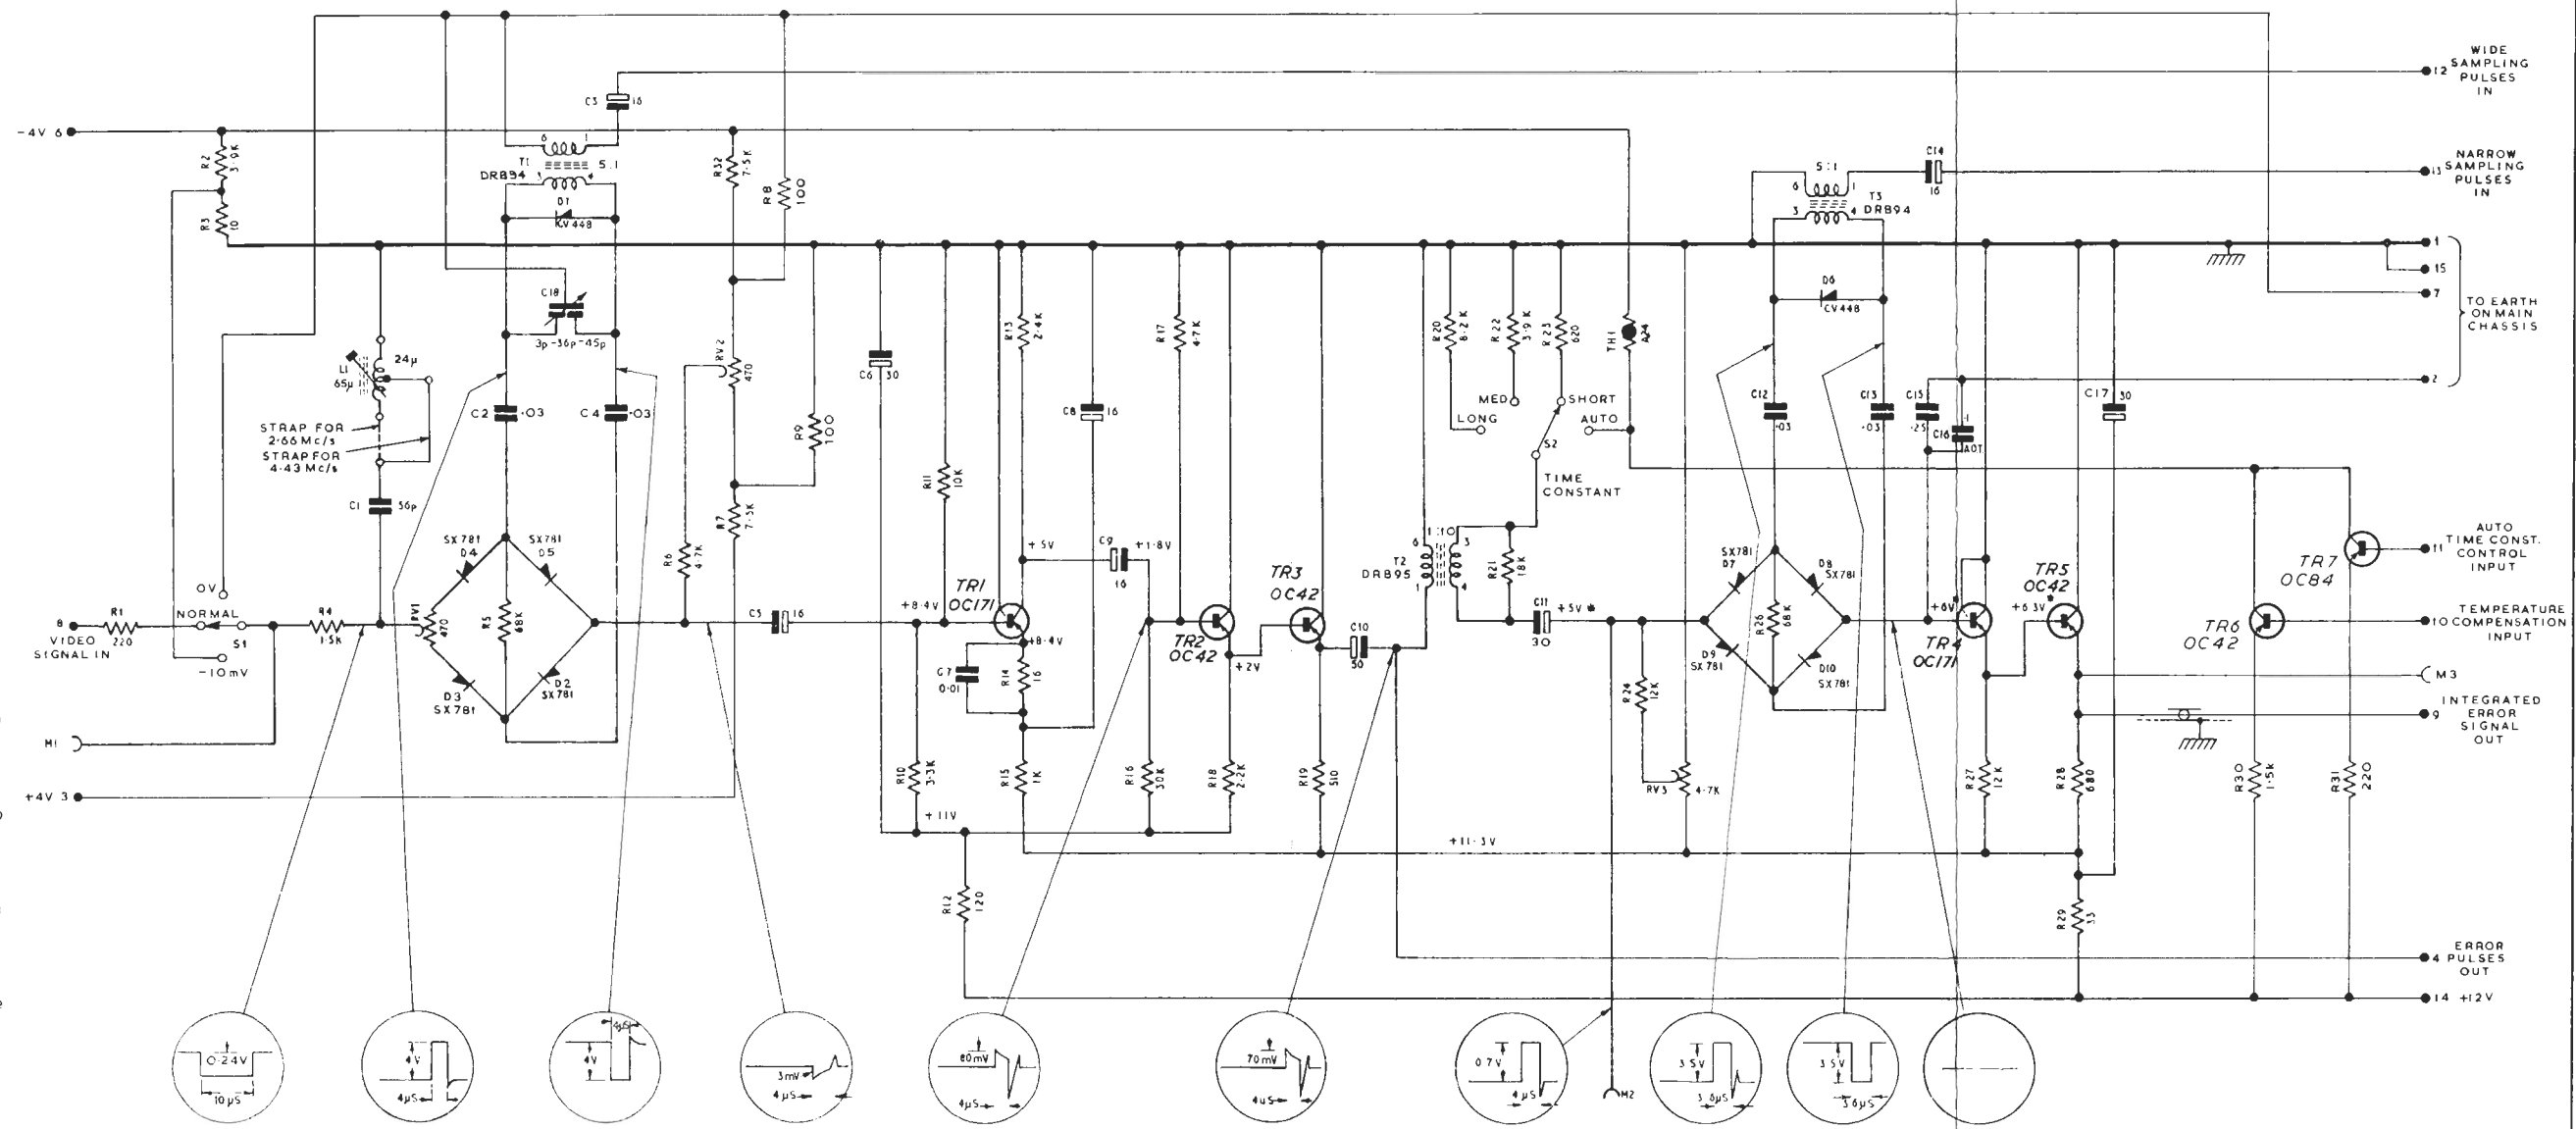 WIDE
SAMPLING
PULSES
IN
12
C3 16
-4V 6
R2
3.9K
R3
10
6 1
T1 5:1
DR894 3 4
D1
CV448
R32
7.5K
R8
100
C14
16
NARROW
SAMPLING
PULSES
IN
13
5:1
6 1
3 4
T3
DR894
1
15
7
TO EARTH
ON MAIN
CHASSIS
2
C18
3p-36p-45p
D6
CV448
24µ
L1
65µ
RV2
470
C6 30
R13
2.4K
R17
4.7K
R20
8.2K
R22
3.9K
R23
620
TH1
A24
C2 .03
C4 .03
R9
100
C8 16
MED
SHORT
LONG
AUTO
S2
C12
.03
C13
.03
C15
.25
C16
.1
AOT
C17 30
STRAP FOR
2.66 Mc/s
STRAP FOR
4.43 Mc/s
C1 56p
R11
10K
R7
7.5K
TIME
CONSTANT
SX781
D4
SX781
D5
R6
4.7K
+5V
C9
16
+1.8V
1:10
6 3
T2
DR895
1 4
R21
18K
SX781
D7
D8
SX781
TR7
OC84
11
AUTO
TIME CONST.
CONTROL
INPUT
0V
NORMAL
S1
-10mV
8
VIDEO
SIGNAL IN
R1
220
R4
1.5K
RV1
470
R5
68K
C5 16
+8.4V
TR1
OC171
+8.4V
TR2
OC42
+2V
TR3
OC42
C10
50
C11
30
+5V *
R26
68K
+6V*
TR4
OC171
TR5
OC42
*
+6.3V
TR6
OC42
10
TEMPERATURE
COMPENSATION
INPUT
D3
SX781
D2
SX781
C7
0.01
R14
16
R24
12K
D9
SX781
D10
SX781
M3
9
INTEGRATED
ERROR
SIGNAL
OUT
M1
+4V 3
R10
3.3K
R15
1K
R16
30K
R18
2.2K
R19
510
RV3
4.7K
R27
12K
R28
680
R30
1.5k
R31
220
+11V
+11.3V
R12
120
R29
33
4
ERROR
PULSES
OUT
14 +12V
0.24V
10µS
4V
4µS
4µS
4V
3mV
4µS
80mV
4µS
70mV
4µS
0.7V
4µS
M2
3.5V
3.6µS
3.5V
3.6µS